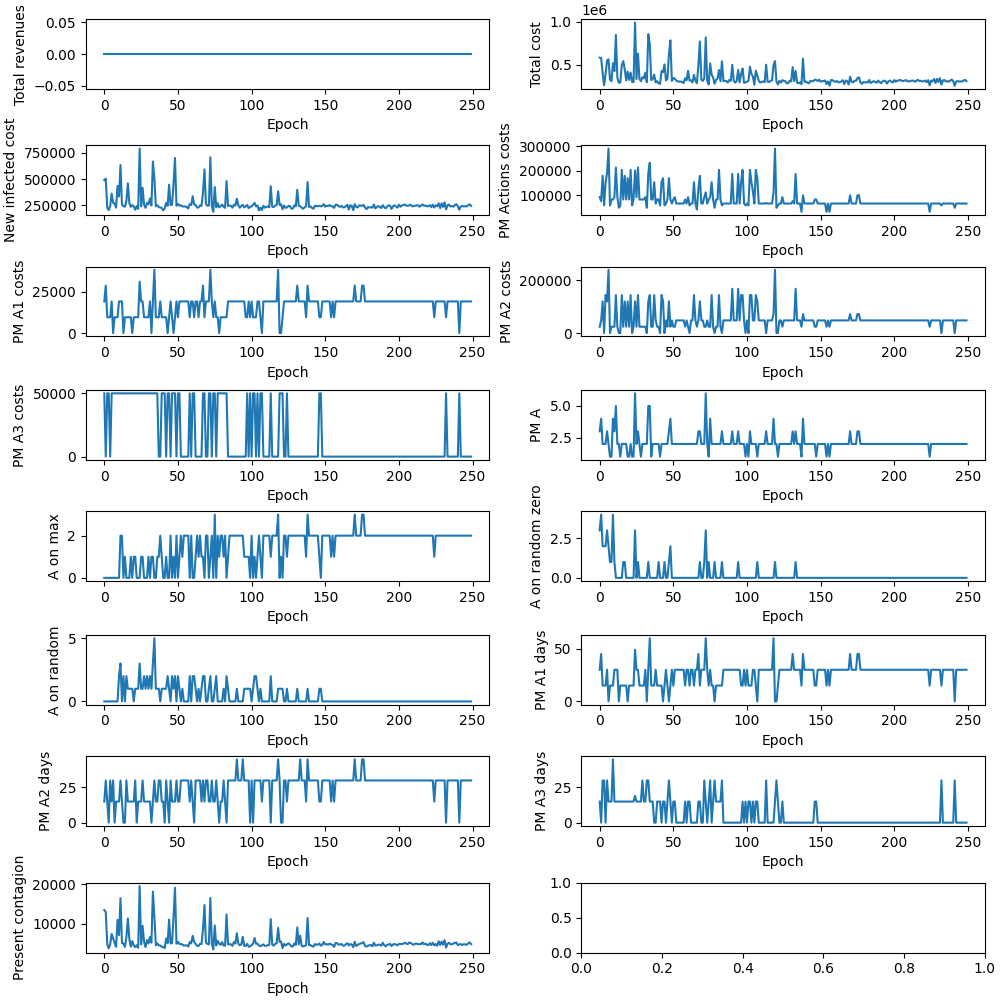 Total revenues
0.05
0.00
−0.05
0 50 100 150 200 250
Epoch
1e6
Total cost
1.0
0.5
0 50 100 150 200 250
Epoch
New infected cost
750000
500000
250000
0 50 100 150 200 250
Epoch
PM Actions costs
300000
200000
100000
0 50 100 150 200 250
Epoch
PM A1 costs
25000
0
0 50 100 150 200 250
Epoch
PM A2 costs
200000
0
0 50 100 150 200 250
Epoch
PM A3 costs
50000
0
0 50 100 150 200 250
Epoch
PM A
5.0
2.5
0 50 100 150 200 250
Epoch
A on max
2
0
0 50 100 150 200 250
Epoch
A on random zero
2.5
0.0
0 50 100 150 200 250
Epoch
A on random
5
0
0 50 100 150 200 250
Epoch
PM A1 days
50
0
0 50 100 150 200 250
Epoch
PM A2 days
25
0
0 50 100 150 200 250
Epoch
PM A3 days
25
0
0 50 100 150 200 250
Epoch
Present contagion
20000
10000
0 50 100 150 200 250
Epoch
1.0
0.5
0.0
0.0 0.2 0.4 0.6 0.8 1.0